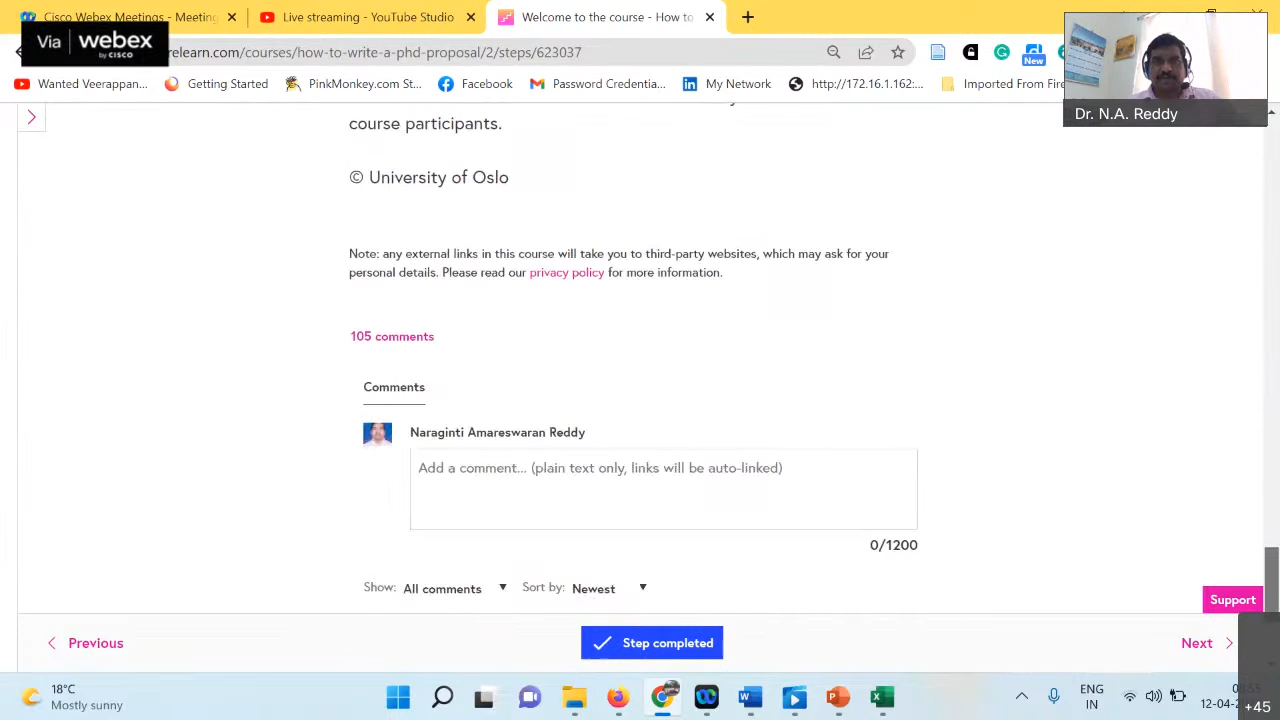 Via webex by CISCO
Welcome to the course - How to
Live streaming - YouTube Studio
relearn.com/courses/how-to-write-a-phd-proposal/2/steps/623037
New
Wanted Veerappan...
Getting Started
PinkMonkey.com-St...
Facebook
Password Credentia...
My Network
http://172.16.1.162:...
Imported From Fire
Dr. N.A. Reddy
course participants.
© University of Oslo
Note: any external links in this course will take you to third-party websites, which may ask for your
personal details. Please read our privacy policy for more information.
105 comments
Comments
Naraginti Amareswaran Reddy
Add a comment... (plain text only, links will be auto-linked)
0/1200
Show: All comments Sort by: Newest
Support
Previous
Step completed
Next
18°C
Mostly sunny
ENG
IN
12-04-2
+45